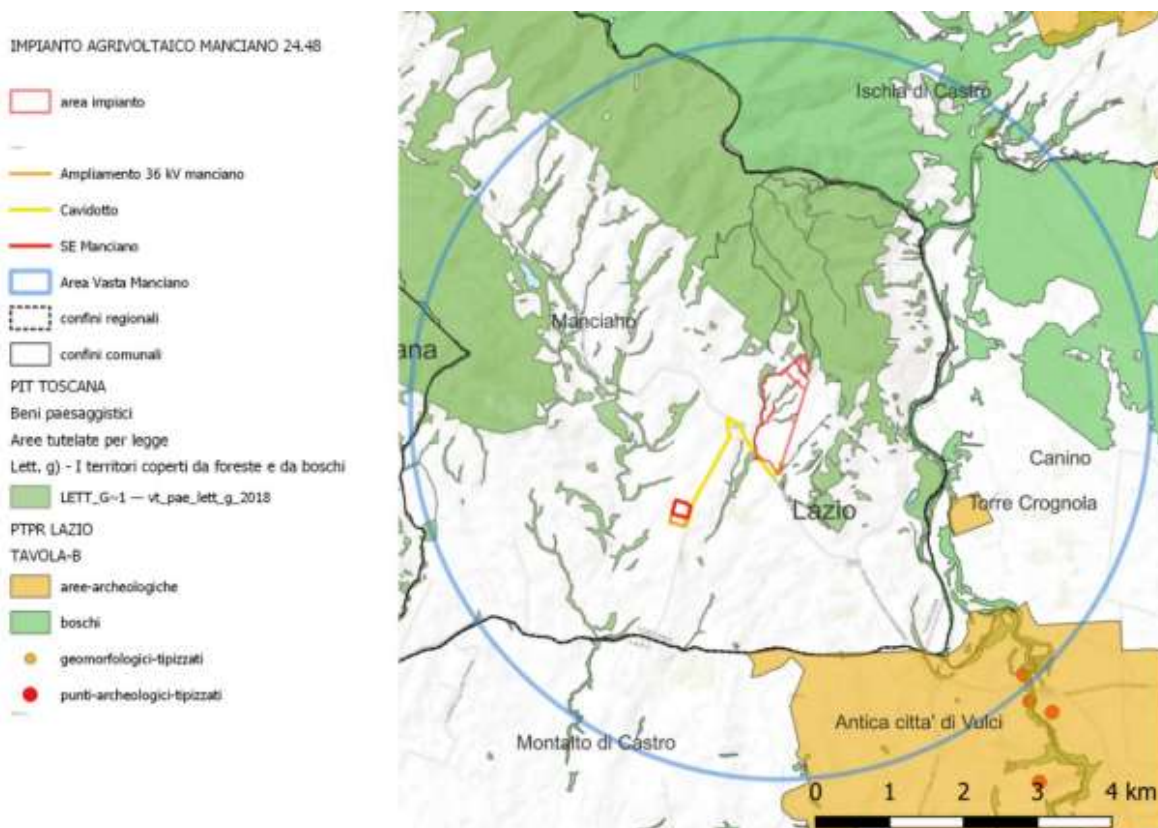 IMPIANTO AGRIVOLTAICO MANCIANO 24.48
area impianto
Ampliamento 36 kV manciano
Cavidotto
SE Manciano
Area Vasta Manciano
confini regionali
confini comunali
PIT TOSCANA
Beni paesaggistici
Aree tutelate per legge
Lett. g) - I territori coperti da foreste e da boschi
LETT_G~1 — vt_pae_lett_g_2018
PTPR LAZIO
TAVOLA-B
aree-archeologiche
boschi
geomorfologici-tipizzati
punti-archeologici-tipizzati
Ischia di Castro
Manciano
ana
Canino
Torre Crognola
Lazio
Antica citta' di Vulci
Montalto di Castro
0 1 2 3 4 km